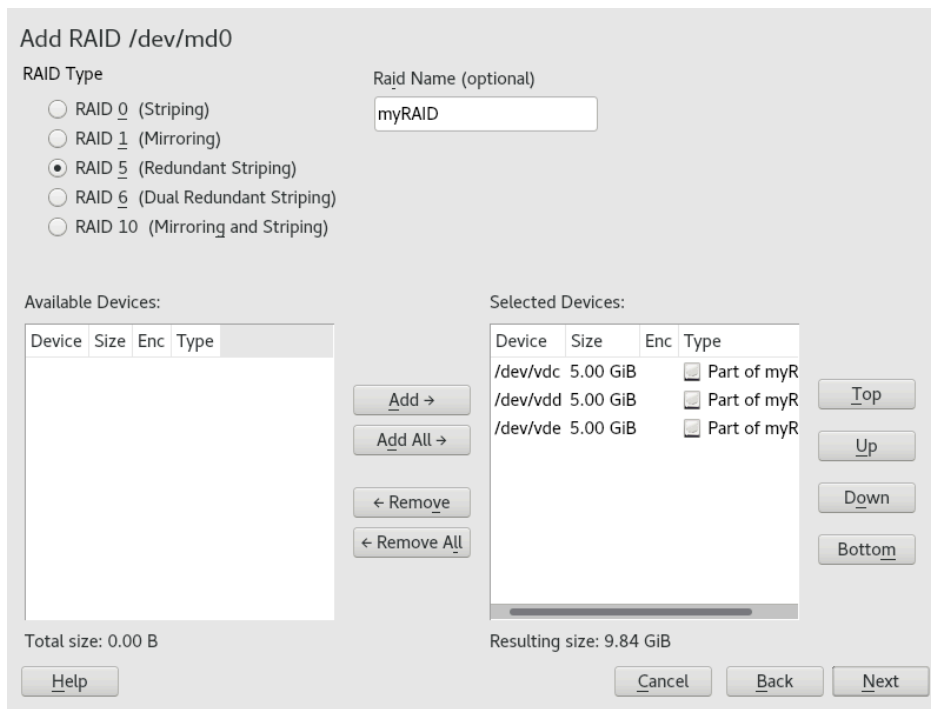 Add RAID /dev/md0
RAID Type
Raid Name (optional)
RAID 0 (Striping)
myRAID
RAID 1 (Mirroring)
RAID 5 (Redundant Striping)
RAID 6 (Dual Redundant Striping)
RAID 10 (Mirroring and Striping)
Available Devices:
Device Size Enc Type
Add →
Add All →
← Remove
← Remove All
Selected Devices:
Device Size Enc Type
/dev/vdc 5.00 GiB Part of myR
/dev/vdd 5.00 GiB Part of myR
/dev/vde 5.00 GiB Part of myR
Top
Up
Down
Bottom
Total size: 0.00 B
Resulting size: 9.84 GiB
Help
Cancel
Back
Next